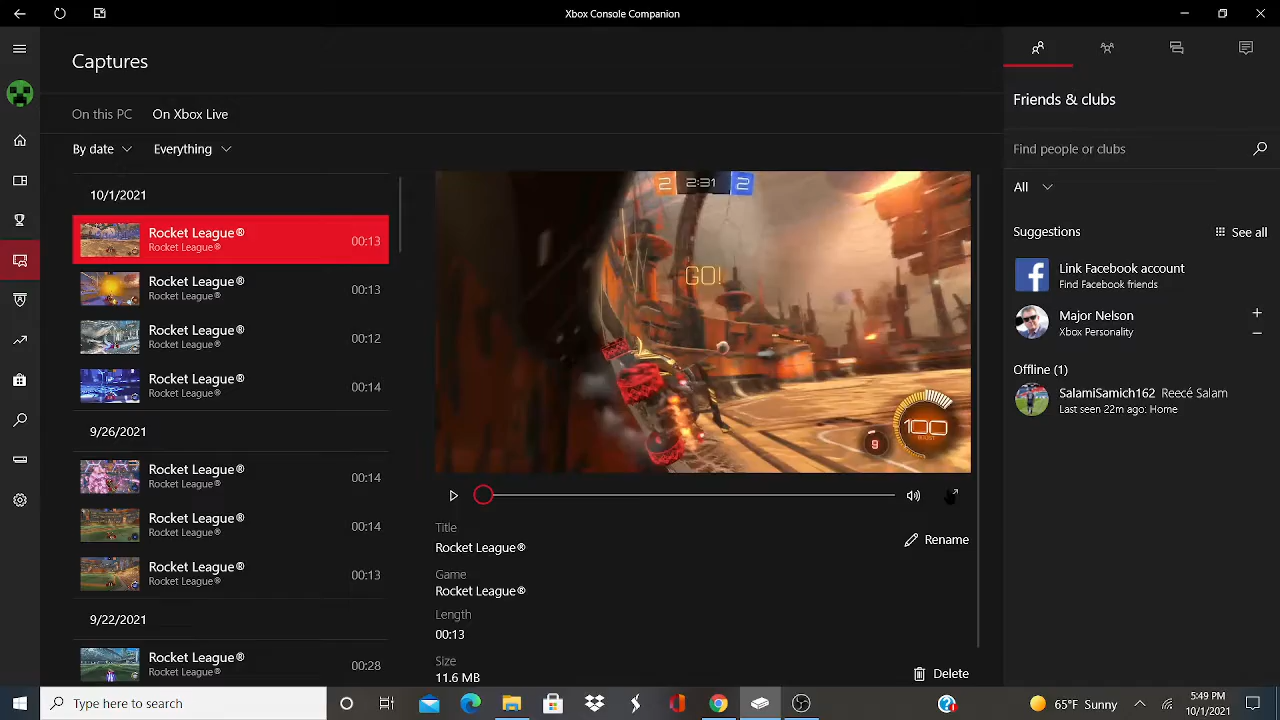 Xbox Console Companion
Captures
On this PC
On Xbox Live
By date
Everything
10/1/2021
Rocket League®
Rocket League®
00:13
Rocket League®
Rocket League®
00:13
Rocket League®
Rocket League®
00:12
Rocket League®
Rocket League®
00:14
9/26/2021
Rocket League®
Rocket League®
00:14
Rocket League®
Rocket League®
00:14
Rocket League®
Rocket League®
00:13
9/22/2021
Rocket League®
Rocket League®
00:28
2 2:31 2
GO!
100
BOOST
9
Title
Rocket League®
Rename
Game
Rocket League®
Length
00:13
Size
11.6 MB
Delete
Friends & clubs
Find people or clubs
All
Suggestions
See all
Link Facebook account
Find Facebook friends
Major Nelson
Xbox Personality
Offline (1)
SalamiSamich162 Reecé Salam
Last seen 22m ago: Home
Type here to search
65°F Sunny
5:49 PM
10/1/2021